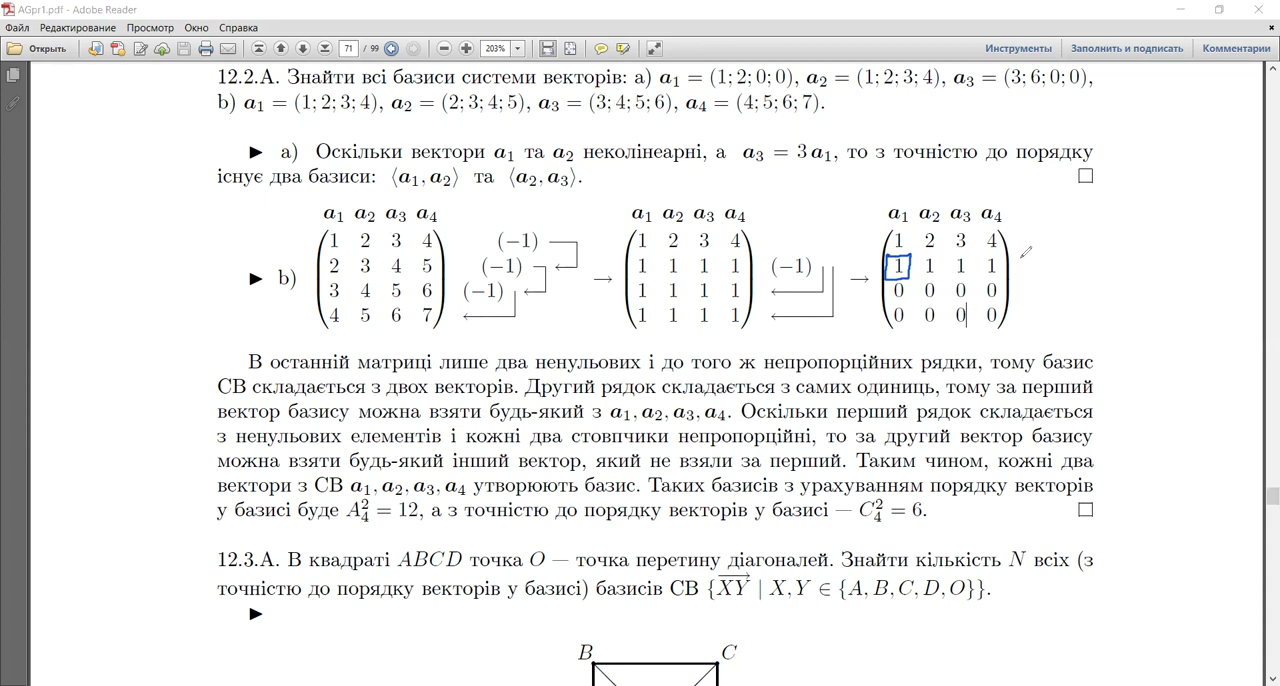 AGpr1.pdf - Adobe Reader
Файл Редактирование Просмотр Окно Справка
Открыть 71 / 99 203% Инструменты Заполнить и подписать Комментарии
12.2.A. Знайти всі базиси системи векторів: a) a₁ = (1; 2; 0; 0), a₂ = (1; 2; 3; 4), a₃ = (3; 6; 0; 0),
b) a₁ = (1; 2; 3; 4), a₂ = (2; 3; 4; 5), a₃ = (3; 4; 5; 6), a₄ = (4; 5; 6; 7).
► a) Оскільки вектори a₁ та a₂ неколінеарні, а a₃ = 3 a₁, то з точністю до порядку
існує два базиси: ⟨a₁, a₂⟩ та ⟨a₂, a₃⟩. □
a₁ a₂ a₃ a₄ a₁ a₂ a₃ a₄ a₁ a₂ a₃ a₄
1 2 3 4 (−1) 1 2 3 4 1 2 3 4
2 3 4 5 (−1) 1 1 1 1 (−1) 1 1 1 1
► b) → →
3 4 5 6 (−1) 1 1 1 1 0 0 0 0
4 5 6 7 1 1 1 1 0 0 0 0
В останній матриці лише два ненульових і до того ж непропорційних рядки, тому базис
СВ складається з двох векторів. Другий рядок складається з самих одиниць, тому за перший
вектор базису можна взяти будь-який з a₁, a₂, a₃, a₄. Оскільки перший рядок складається
з ненульових елементів і кожні два стовпчики непропорційні, то за другий вектор базису
можна взяти будь-який інший вектор, який не взяли за перший. Таким чином, кожні два
вектори з СВ a₁, a₂, a₃, a₄ утворюють базис. Таких базисів з урахуванням порядку векторів
у базисі буде A₄² = 12, а з точністю до порядку векторів у базисі — C₄² = 6. □
12.3.A. В квадраті ABCD точка O — точка перетину діагоналей. Знайти кількість N всіх (з
точністю до порядку векторів у базисі) базисів СВ {XY→ | X, Y ∈ {A, B, C, D, O}}.
►
B C